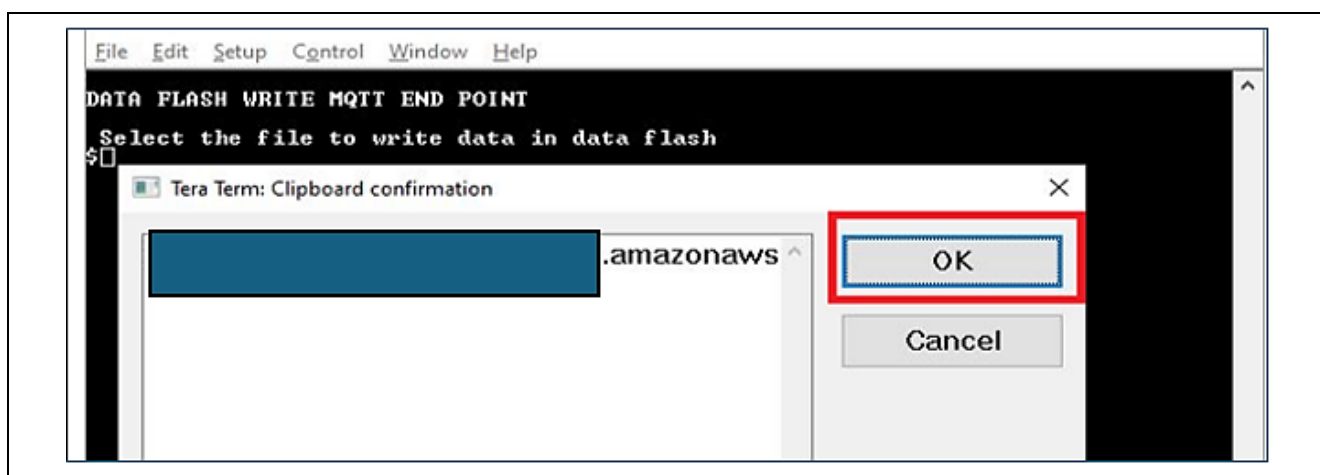 File Edit Setup Control Window Help
DATA FLASH WRITE MQTT END POINT
Select the file to write data in data flash
$
Tera Term: Clipboard confirmation
.amazonaws
OK
Cancel